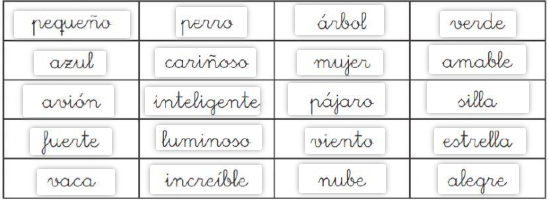 pequeño perro árbol verde
azul cariñoso mujer amable
avión inteligente pájaro silla
fuerte luminoso viento estrella
vaca increíble nube alegre